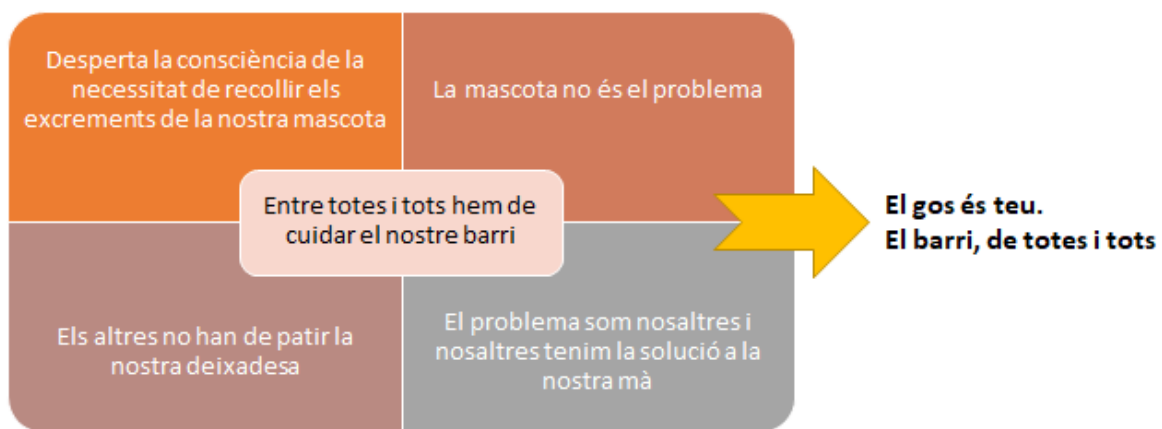 Desperta la consciència de la
necessitat de recollir els
excrements de la nostra mascota
La mascota no és el problema
Entre totes i tots hem de
cuidar el nostre barri
El gos és teu.
El barri, de totes i tots
Els altres no han de patir la
nostra deixadesa
El problema som nosaltres i
nosaltres tenim la solució a la
nostra mà